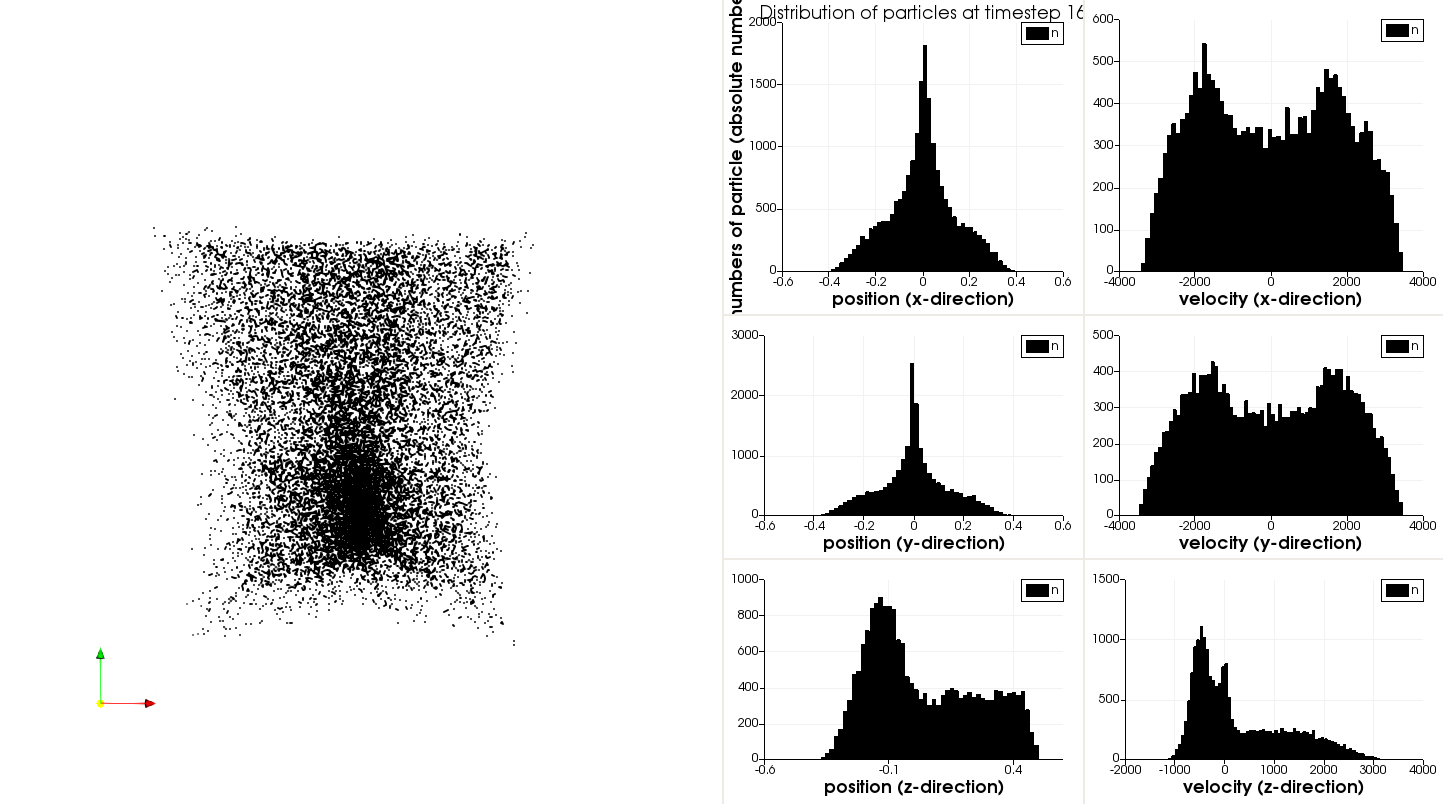 Distribution of particles at timestep 16
numbers of particle (absolute numbe
2000
1500
1000
500
0
-0.6 -0.4 -0.2 0 0.2 0.4 0.6
position (x-direction)
n
600
500
400
300
200
100
0
-4000 -2000 0 2000 4000
velocity (x-direction)
n
3000
2000
1000
0
-0.6 -0.4 -0.2 0 0.2 0.4 0.6
position (y-direction)
n
500
400
300
200
100
0
-4000 -2000 0 2000 4000
velocity (y-direction)
n
1000
800
600
400
200
0
-0.6 -0.1 0.4
position (z-direction)
n
1500
1000
500
0
-2000 -1000 0 1000 2000 3000 4000
velocity (z-direction)
n